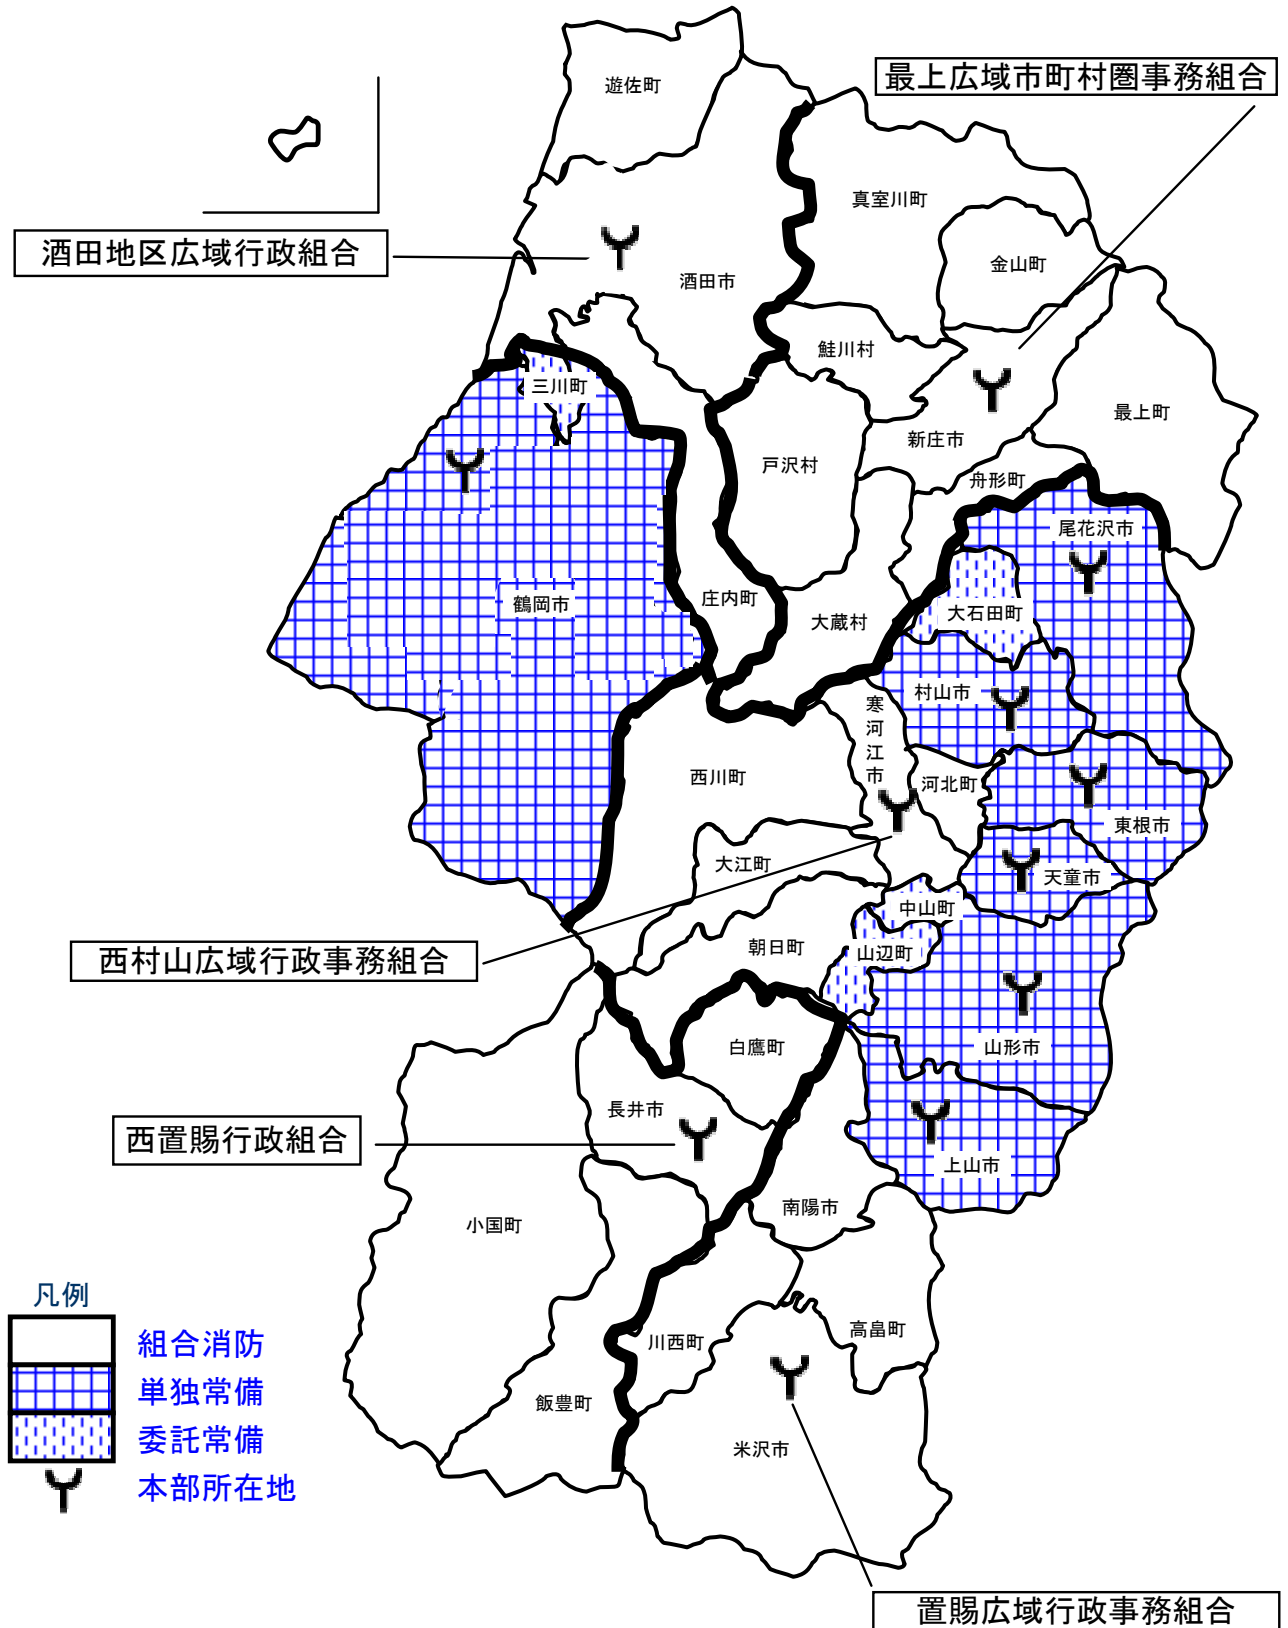 遊佐町
最上広域市町村圏事務組合
真室川町
酒田地区広域行政組合
酒田市
金山町
鮭川村
三川町
最上町
新庄市
戸沢村
舟形町
尾花沢市
鶴岡市
庄内町
大蔵村
大石田町
村山市
寒河江市
西川町
河北町
東根市
大江町
天童市
中山町
西村山広域行政事務組合
朝日町
山辺町
白鷹町
山形市
長井市
西置賜行政組合
上山市
小国町
南陽市
凡例
組合消防
単独常備
委託常備
本部所在地
川西町
高畠町
飯豊町
米沢市
置賜広域行政事務組合